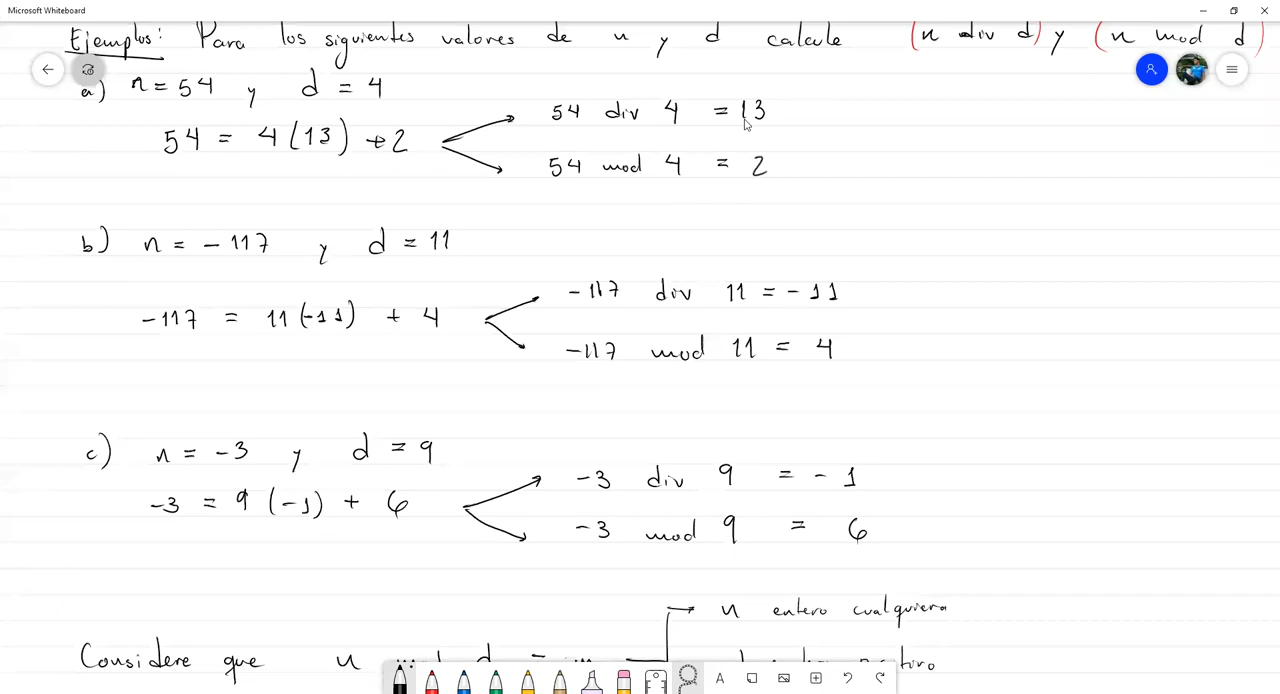 Microsoft Whiteboard
Ejemplos: Para los siguientes valores de n y d calcule (n div d) y (n mod d)
a) n = 54 y d = 4
54 = 4(13) + 2
54 div 4 = 13
54 mod 4 = 2
b) n = -117 y d = 11
-117 = 11(-11) + 4
-117 div 11 = -11
-117 mod 11 = 4
c) n = -3 y d = 9
-3 = 9(-1) + 6
-3 div 9 = -1
-3 mod 9 = 6
n entero cualquiera
Considere que n mod d =
A